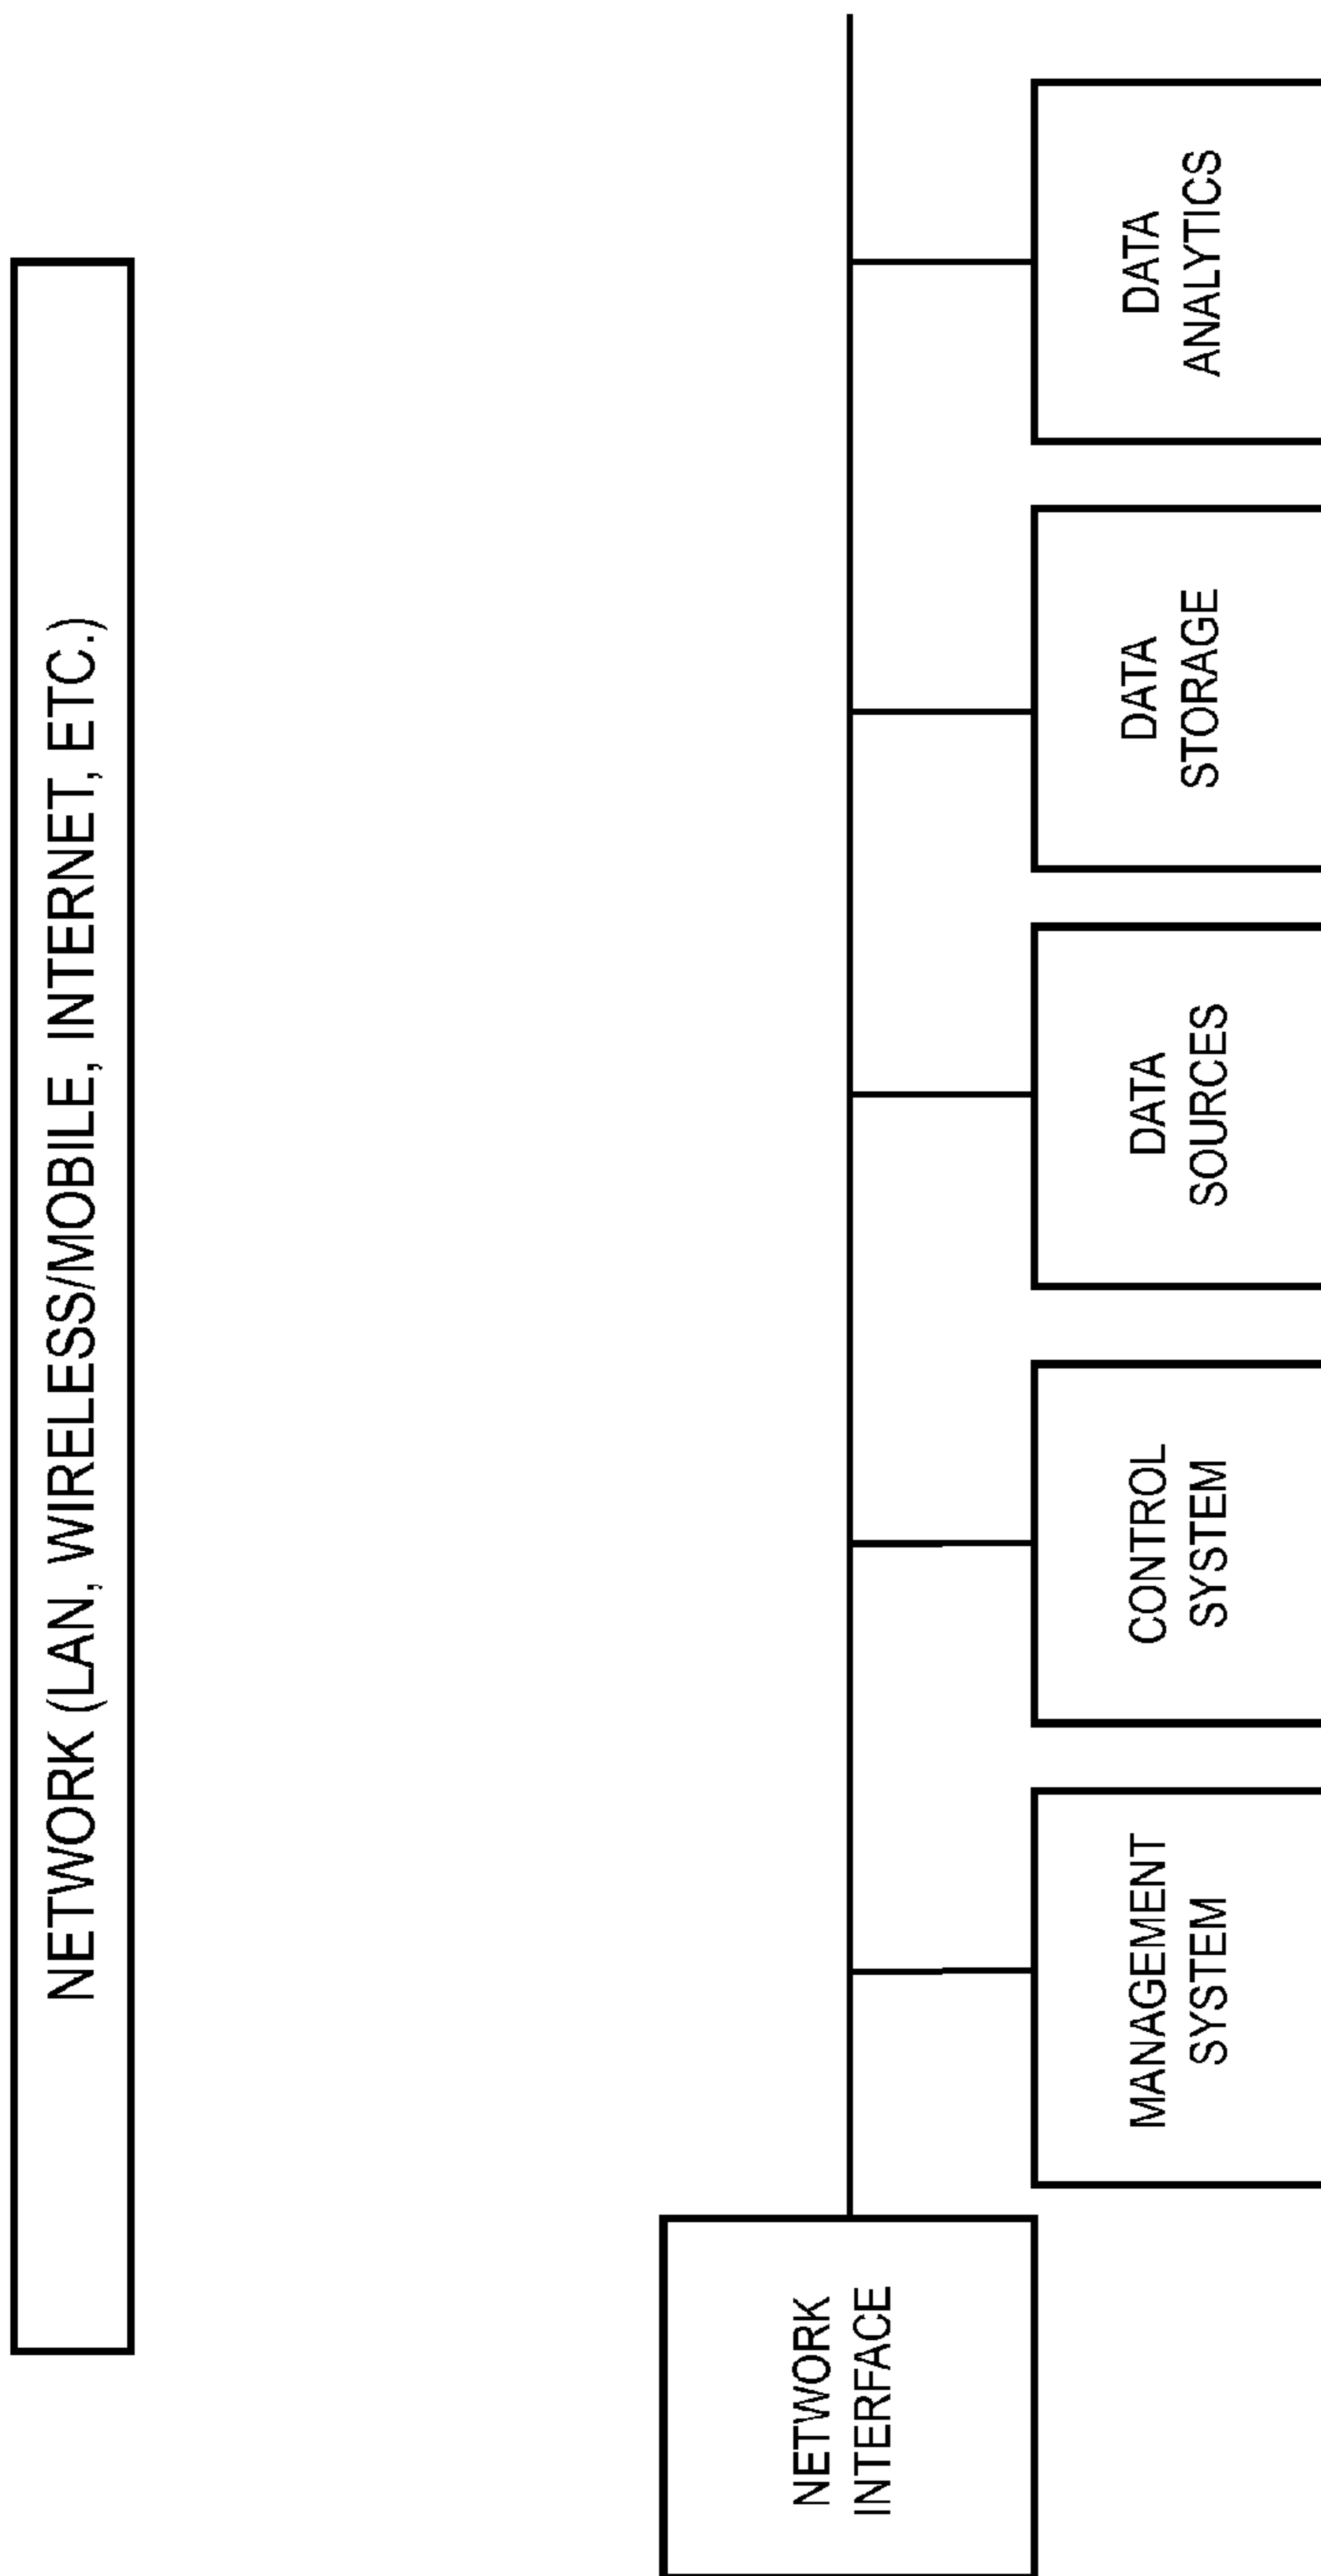 NETWORK (LAN, WIRELESS/MOBILE, INTERNET, ETC.)
NETWORK
INTERFACE
MANAGEMENT
SYSTEM
CONTROL
SYSTEM
DATA
SOURCES
DATA
STORAGE
DATA
ANALYTICS